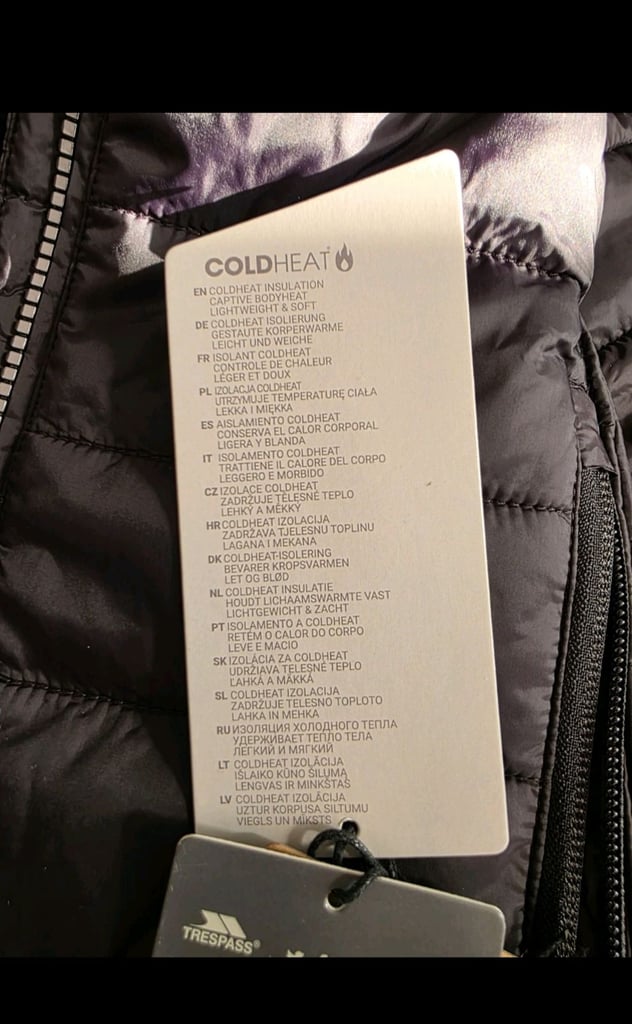 COLDHEAT®
EN COLDHEAT INSULATION
CAPTIVE BODYHEAT
LIGHTWEIGHT & SOFT
DE COLDHEAT ISOLIERUNG
GESTAUTE KORPERWARME
LEICHT UND WEICHE
FR ISOLANT COLDHEAT
CONTROLE DE CHALEUR
LÉGER ET DOUX
PL IZOLACJA COLDHEAT
UTRZYMUJE TEMPERATURĘ CIAŁA
LEKKA I MIĘKKA
ES AISLAMIENTO COLDHEAT
CONSERVA EL CALOR CORPORAL
LIGERA Y BLANDA
IT ISOLAMENTO COLDHEAT
TRATTIENE IL CALORE DEL CORPO
LEGGERO E MORBIDO
CZ IZOLACE COLDHEAT
ZADRŽUJE TĚLESNÉ TEPLO
LEHKÝ A MĚKKÝ
HR COLDHEAT IZOLACIJA
ZADRŽAVA TJELESNU TOPLINU
LAGANA I MEKANA
DK COLDHEAT-ISOLERING
BEVARER KROPSVARMEN
LET OG BLØD
NL COLDHEAT INSULATIE
HOUDT LICHAAMSWARMTE VAST
LICHTGEWICHT & ZACHT
PT ISOLAMENTO A COLDHEAT
RETÉM O CALOR DO CORPO
LEVE E MACIO
SK IZOLÁCIA ZA COLDHEAT
UDRŽIAVA TELESNÉ TEPLO
ĽAHKÁ A MÄKKÁ
SL COLDHEAT IZOLACIJA
ZADRŽUJE TELESNO TOPLOTO
LAHKA IN MEHKA
RU ИЗОЛЯЦИЯ ХОЛОДНОГО ТЕПЛА
УДЕРЖИВАЕТ ТЕПЛО ТЕЛА
ЛЕГКИЙ И МЯГКИЙ
LT COLDHEAT IZOLĀCIJA
IŠLAIKO KŪNO ŠILUMĄ
LENGVAS IR MINKŠTAS
LV COLDHEAT IZOLĀCIJA
UZTUR ĶORPUSA SILTUMU
VIEGLS UN MĪKSTS
TRESPASS®